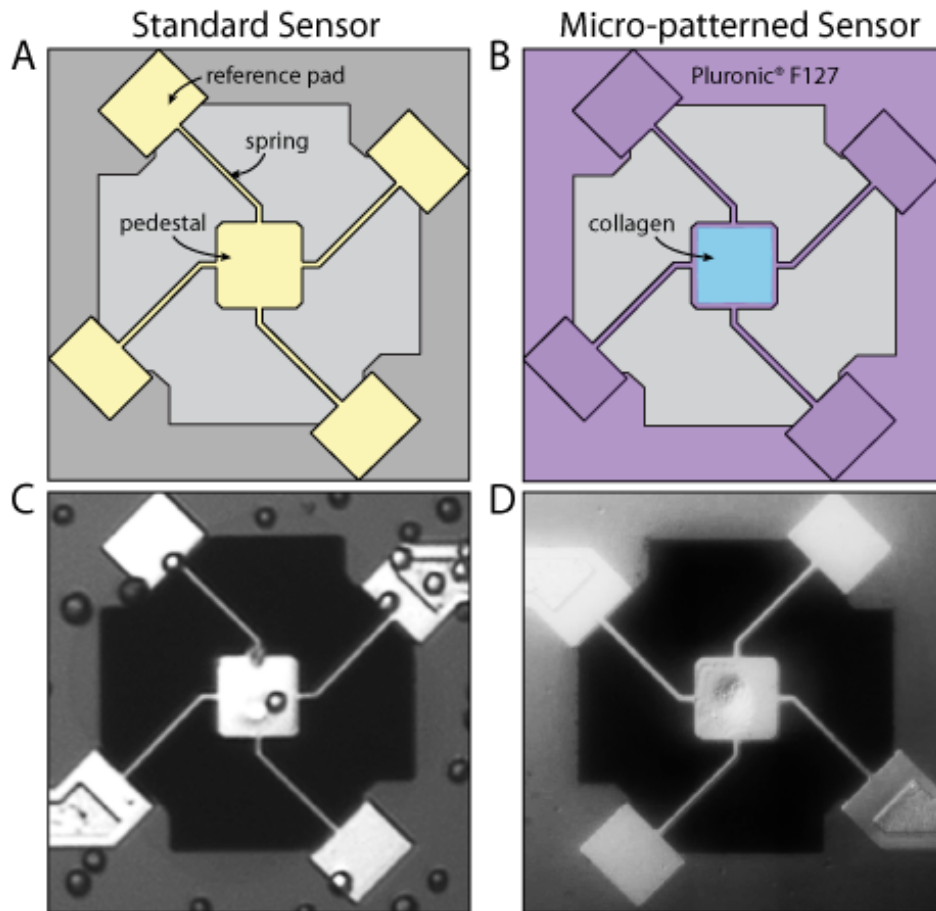 Standard Sensor
Micro-patterned Sensor
A
reference pad
spring
pedestal
B
Pluronic® F127
collagen
C
D